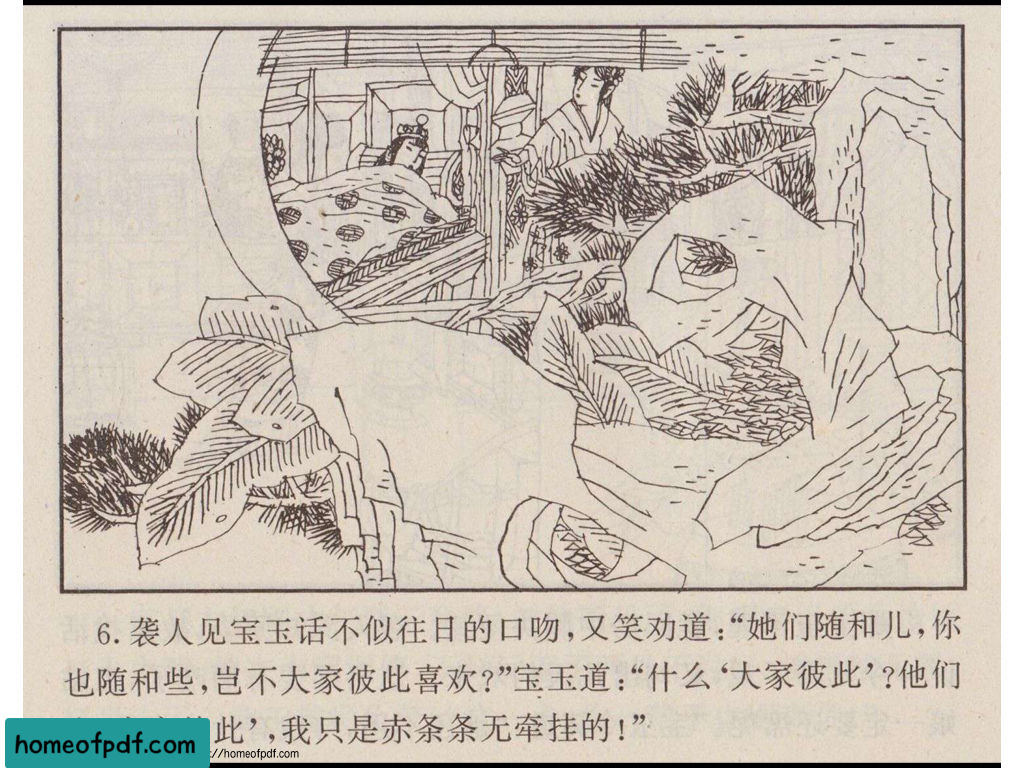 6. 袭人见宝玉话不似往日的口吻，又笑劝道：“她们随和儿，你
也随和些，岂不大家彼此喜欢？”宝玉道：“什么‘大家彼此’？他们
此’，我只是赤条条无牵挂的！”
homeofpdf.com
//homeofpdf.com